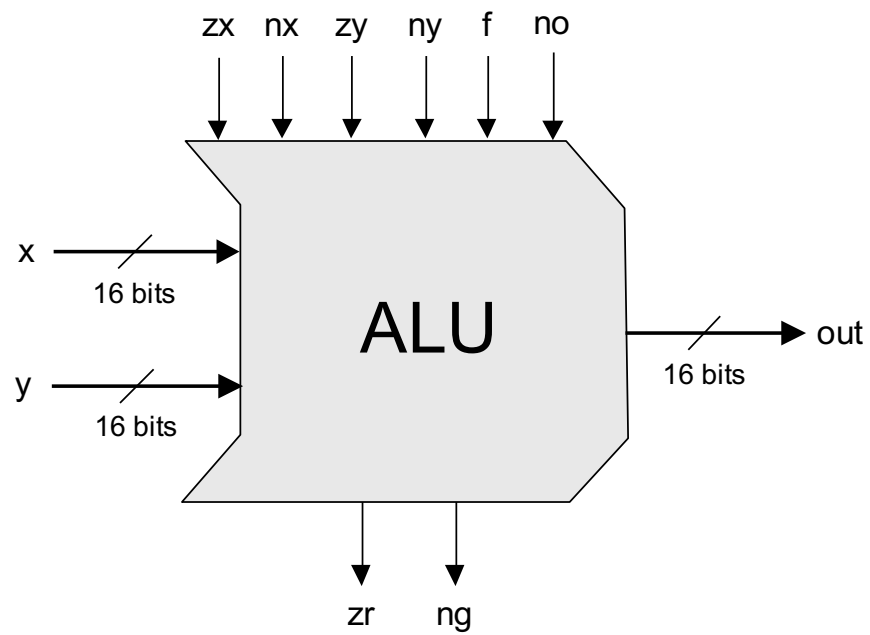 zx nx zy ny f no
x
16 bits
ALU
out
16 bits
y
16 bits
zr ng